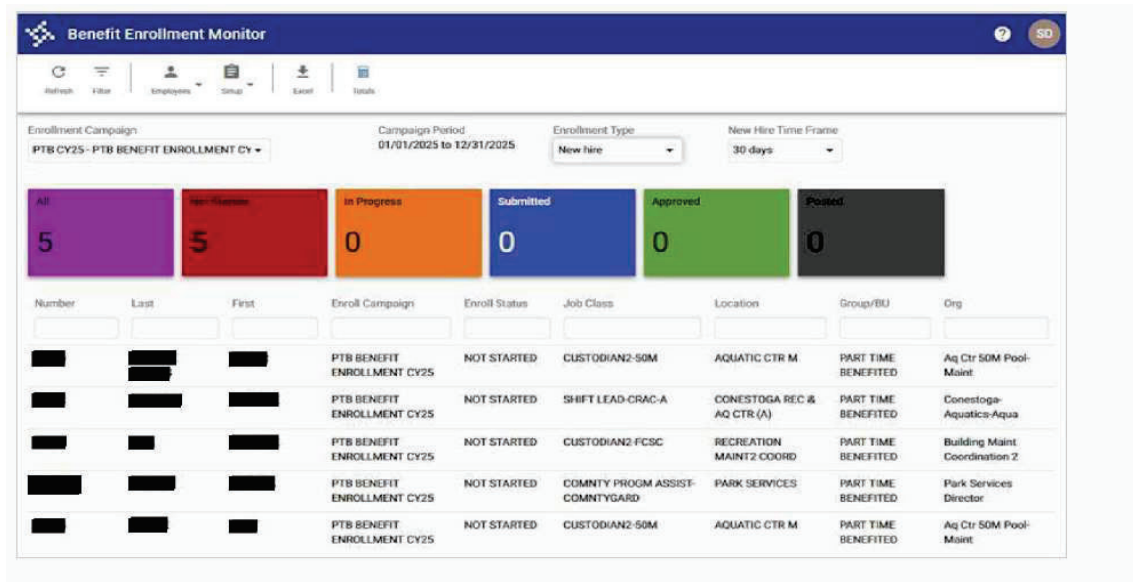 Benefit Enrollment Monitor
? SD
Refresh Filter Employees Setup Excel Totals
Enrollment Campaign Campaign Period Enrollment Type New Hire Time Frame
PTB CY25 - PTB BENEFIT ENROLLMENT CY 01/01/2025 to 12/31/2025 New hire 30 days
All Not Started In Progress Submitted Approved Posted
5 5 0 0 0 0
Number Last First Enroll Campaign Enroll Status Job Class Location Group/BU Org
PTB BENEFIT NOT STARTED CUSTODIAN2-50M AQUATIC CTR M PART TIME Aq Ctr 50M Pool-
ENROLLMENT CY25 BENEFITED Maint
PTB BENEFIT NOT STARTED SHIFT LEAD-CRAC-A CONESTOGA REC & PART TIME Conestoga-
ENROLLMENT CY25 AQ CTR (A) BENEFITED Aquatics-Aqua
PTB BENEFIT NOT STARTED CUSTODIAN2-FCSC RECREATION PART TIME Building Maint
ENROLLMENT CY25 MAINT2 COORD BENEFITED Coordination 2
PTB BENEFIT NOT STARTED COMNTY PROGM ASSIST- PARK SERVICES PART TIME Park Services
ENROLLMENT CY25 COMNTYGARD BENEFITED Director
PTB BENEFIT NOT STARTED CUSTODIAN2-50M AQUATIC CTR M PART TIME Aq Ctr 50M Pool-
ENROLLMENT CY25 BENEFITED Maint